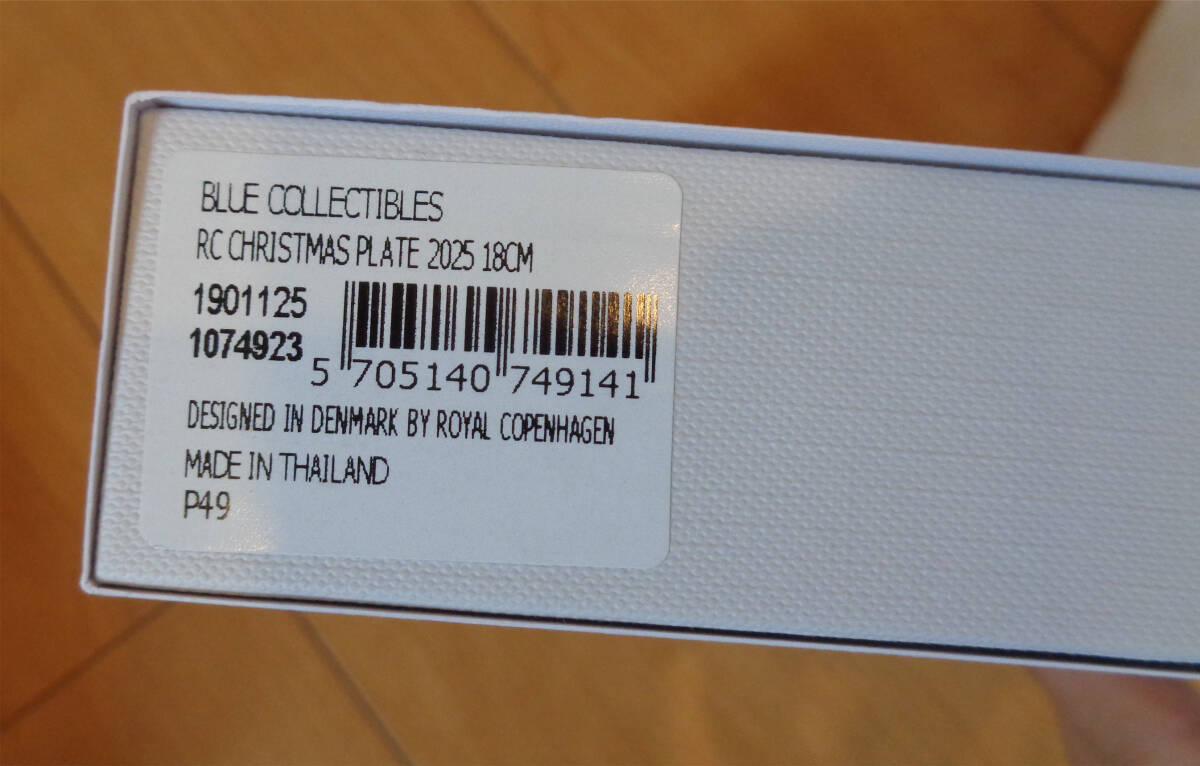 BLUE COLLECTIBLES
RC CHRISTMAS PLATE 2025 18CM
1901125
1074923
5 705140 749141
DESIGNED IN DENMARK BY ROYAL COPENHAGEN
MADE IN THAILAND
P49